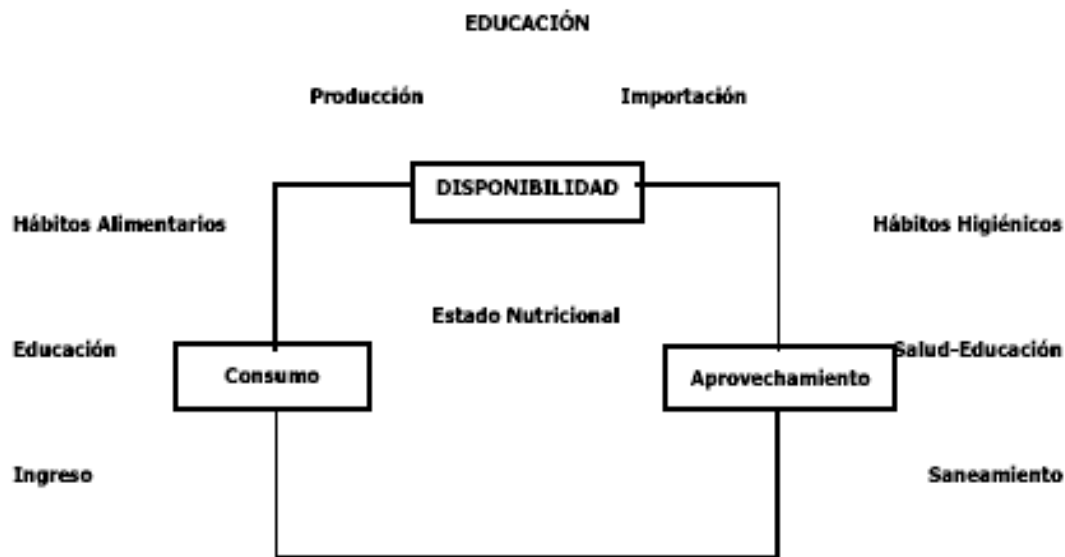 EDUCACIÓN
Producción Importación
DISPONIBILIDAD
Hábitos Alimentarios Hábitos Higiénicos
Estado Nutricional
Educación Salud-Educación
Consumo Aprovechamiento
Ingreso Saneamiento